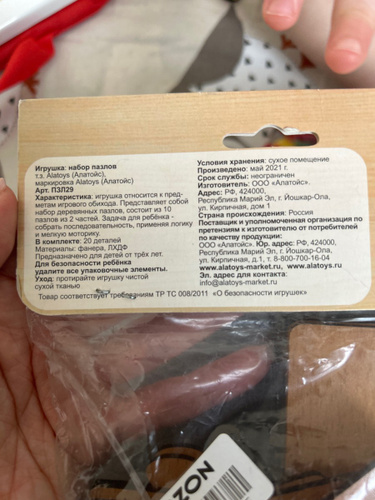 Игрушка: набор пазлов
т.з. Alatoys (Алатойс),
маркировка Alatoys (Алатойс)
Арт. ПЗЛ29
Характеристика: игрушка относится к пред-
метам игрового обихода. Представляет собой
набор деревянных пазлов, состоит из 10
пазлов из 2 частей. Задача для ребёнка -
собрать последовательность, применяя логику
и мелкую моторику.
В комплекте: 20 деталей
Материалы: фанера, ЛХДФ
Предназначено для детей от трёх лет.
Для безопасности ребёнка
удалите все упаковочные элементы.
Уход: протирайте игрушку чистой
сухой тканью
Условия хранения: сухое помещение
Произведено: май 2021 г.
Срок службы: неограничен
Изготовитель: ООО «Алатойс».
Адрес: РФ, 424000,
Республика Марий Эл, г. Йошкар-Ола,
ул. Кирпичная, дом 1
Страна происхождения: Россия
Поставщик и уполномоченная организация по
претензиям к изготовителю от потребителей
по качеству продукции:
ООО «Алатойс». Юр. адрес: РФ, 424000,
Республика Марий Эл, г. Йошкар-Ола,
ул. Кирпичная, д.1, т. 8-800-700-16-04
www.alatoys-market.ru, www.alatoys.ru
Эл. адрес для контакта:
info@alatoys-market.ru
Товар соответствует требованиям ТР ТС 008/2011 «О безопасности игрушек»
ZON